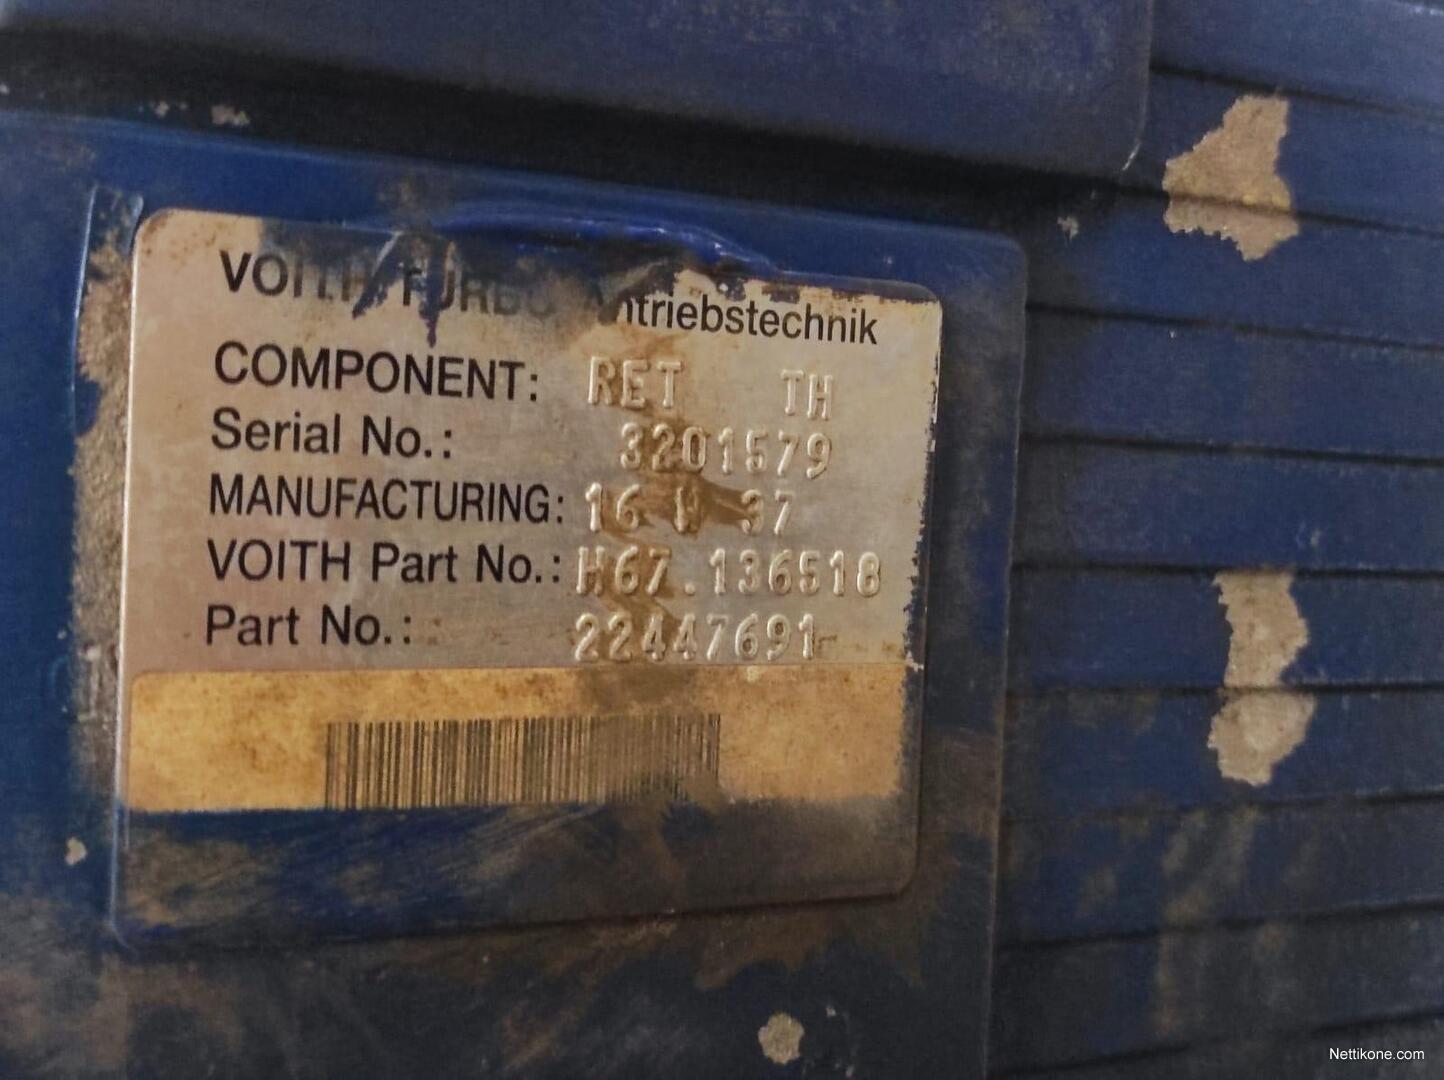 VOITH TURBO Antriebstechnik
COMPONENT: RET TH
Serial No.: 3201579
MANUFACTURING: 16 W 37
VOITH Part No.: H67.136518
Part No.: 22447691
Nettikone.com